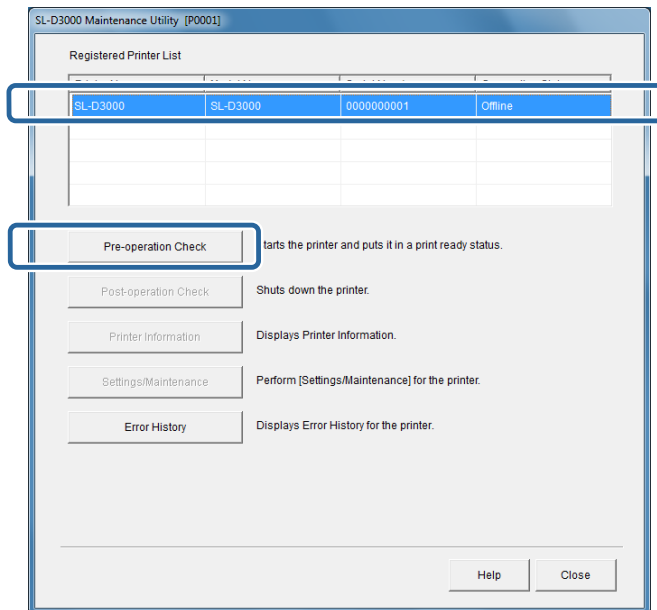 SL-D3000 Maintenance Utility [P0001]
Registered Printer List
SL-D3000 SL-D3000 0000000001 Offline
Pre-operation Check tarts the printer and puts it in a print ready status.
Post-operation Check Shuts down the printer.
Printer Information Displays Printer Information.
Settings/Maintenance Perform [Settings/Maintenance] for the printer.
Error History Displays Error History for the printer.
Help Close